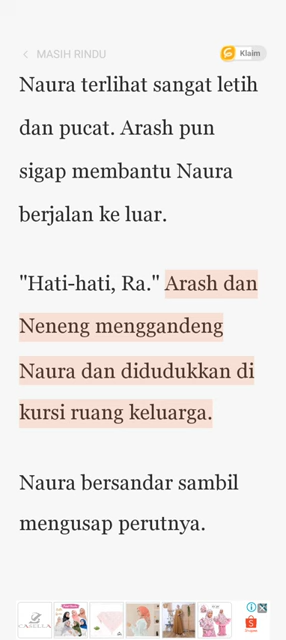 MASIH RINDU
Klaim
Naura terlihat sangat letih
dan pucat. Arash pun
sigap membantu Naura
berjalan ke luar.
"Hati-hati, Ra." Arash dan
Neneng menggandeng
Naura dan didudukkan di
kursi ruang keluarga.
Naura bersandar sambil
mengusap perutnya.